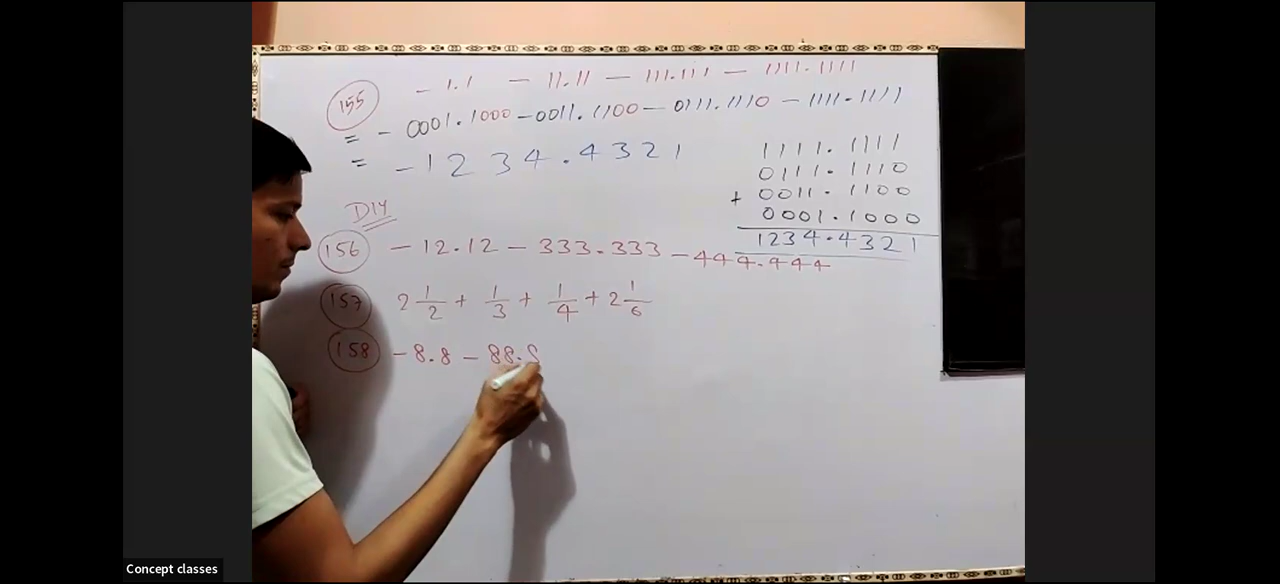 155 - 1.1 - 11.11 - 111.111 - 1111.1111
= - 0001.1000 - 0011.1100 - 0111.1110 - 1111.1111
= - 1234.4321
1111.1111
0111.1110
+ 0011.1100
0001.1000
1234.4321
DIY
156 - 12.12 - 333.333 - 444.444
157 2 1/2 + 1/3 + 1/4 + 2 1/6
158 - 8.8 - 88.
Concept classes